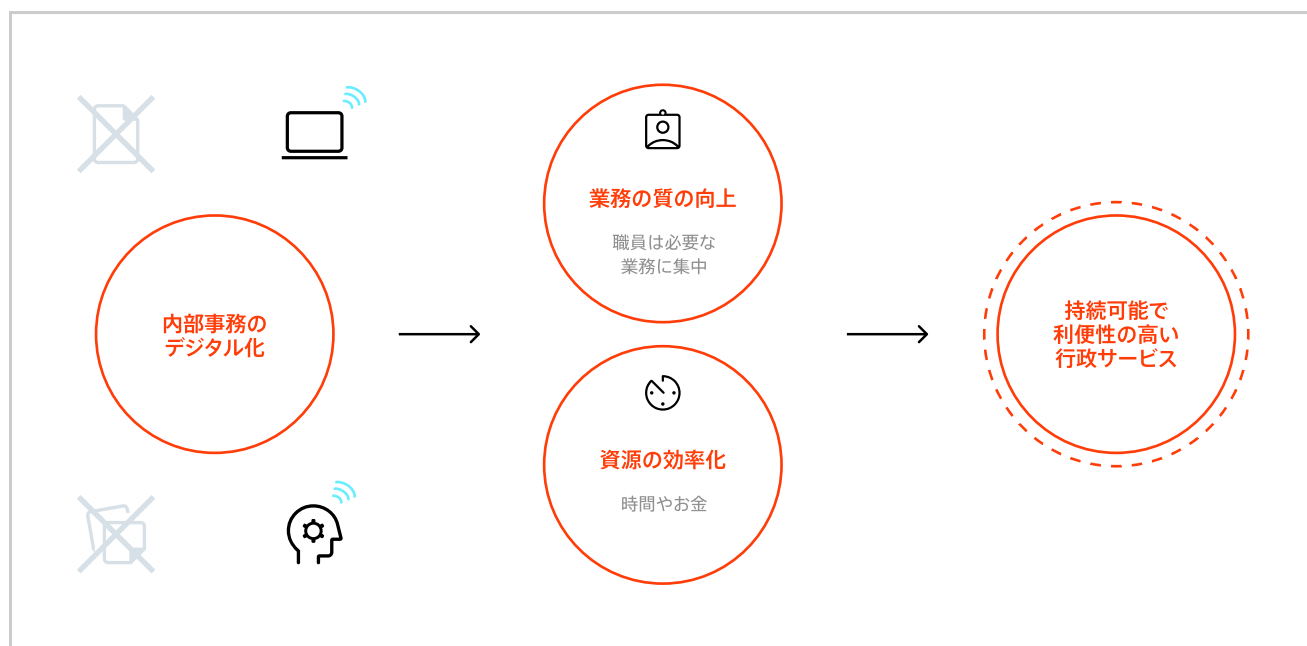 内部事務の
デジタル化
業務の質の向上
職員は必要な
業務に集中
資源の効率化
時間やお金
持続可能で
利便性の高い
行政サービス